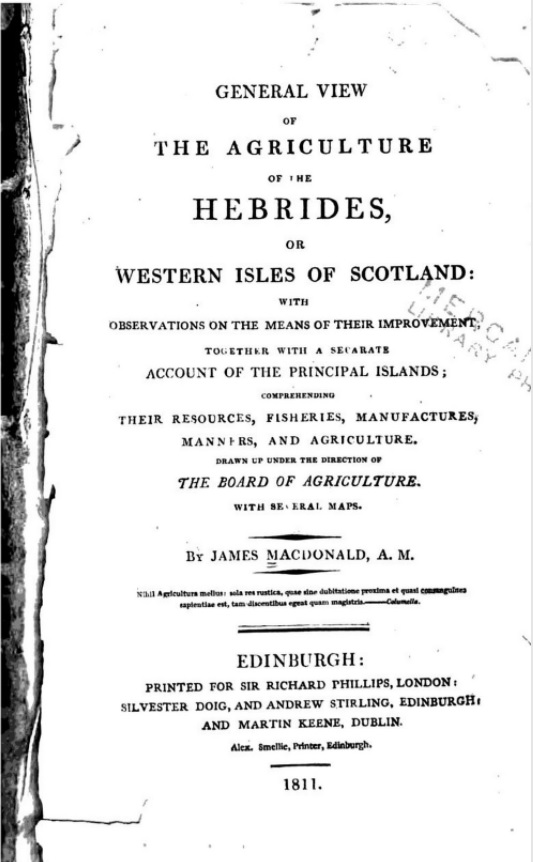 GENERAL VIEW
OF
THE AGRICULTURE
OF THE
HEBRIDES,
OR
WESTERN ISLES OF SCOTLAND:
WITH
OBSERVATIONS ON THE MEANS OF THEIR IMPROVEMENT,
TOGETHER WITH A SEPARATE
ACCOUNT OF THE PRINCIPAL ISLANDS;
COMPREHENDING
THEIR RESOURCES, FISHERIES, MANUFACTURES,
MANNERS, AND AGRICULTURE.
DRAWN UP UNDER THE DIRECTION OF
THE BOARD OF AGRICULTURE.
WITH SEVERAL MAPS.
BY JAMES MACDONALD, A. M.
Nihil Agricultura melius: sola res rustica, quae sine dubitatione proxima et quasi consanguinea
sapientiae est, tam discentibus egeat quam magistris.——Columella.
EDINBURGH:
PRINTED FOR SIR RICHARD PHILLIPS, LONDON:
SILVESTER DOIG, AND ANDREW STIRLING, EDINBURGH:
AND MARTIN KEENE, DUBLIN.
Alex. Smellie, Printer, Edinburgh.
1811.
LIBRARY